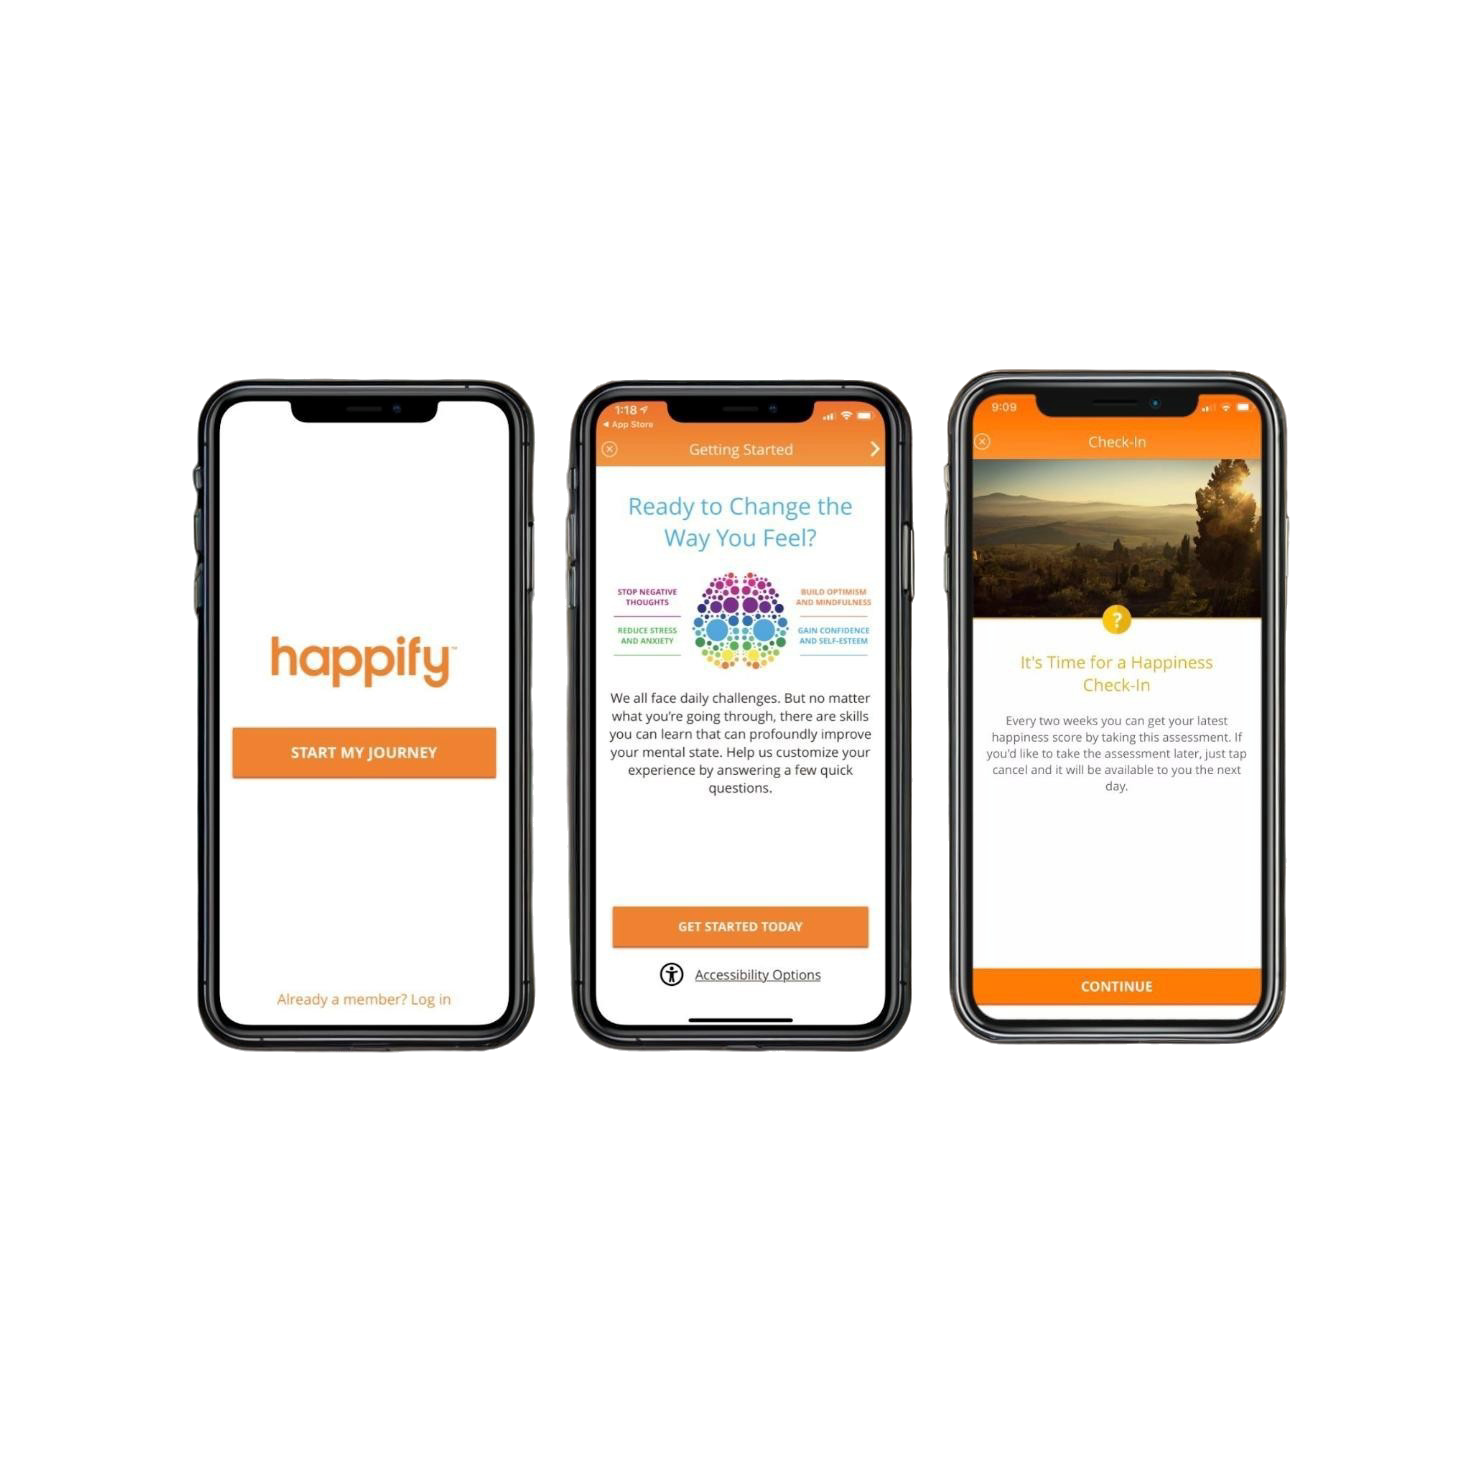 happify™
START MY JOURNEY
Already a member? Log in
1:18
◀ App Store
Getting Started
Ready to Change the
Way You Feel?
STOP NEGATIVE
THOUGHTS
REDUCE STRESS
AND ANXIETY
BUILD OPTIMISM
AND MINDFULNESS
GAIN CONFIDENCE
AND SELF-ESTEEM
We all face daily challenges. But no matter
what you're going through, there are skills
you can learn that can profoundly improve
your mental state. Help us customize your
experience by answering a few quick
questions.
GET STARTED TODAY
Accessibility Options
9:09
Check-In
?
It's Time for a Happiness
Check-In
Every two weeks you can get your latest
happiness score by taking this assessment. If
you'd like to take the assessment later, just tap
cancel and it will be available to you the next
day.
CONTINUE